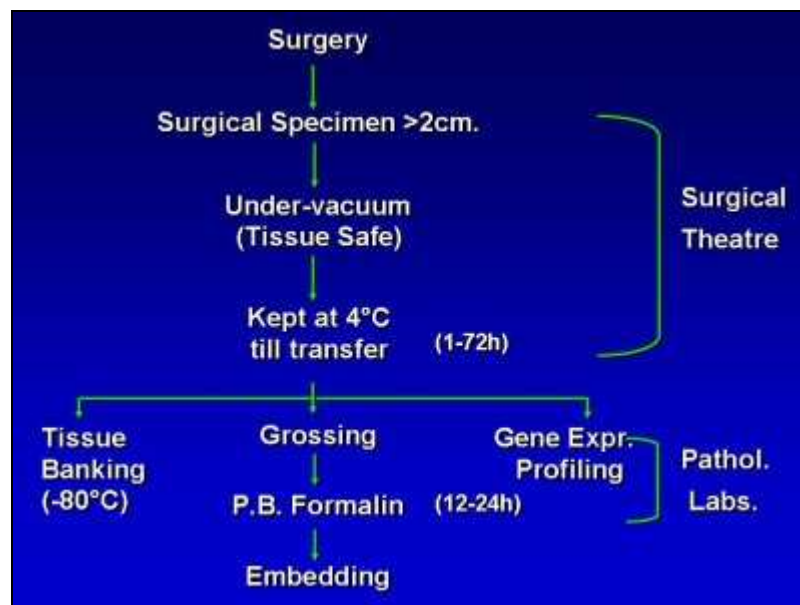 Surgery
Surgical Specimen >2cm.
Under-vacuum
(Tissue Safe)
Surgical
Theatre
Kept at 4°C
till transfer
(1-72h)
Tissue
Banking
(-80°C)
Grossing
P.B. Formalin
(12-24h)
Embedding
Gene Expr.
Profiling
Pathol.
Labs.